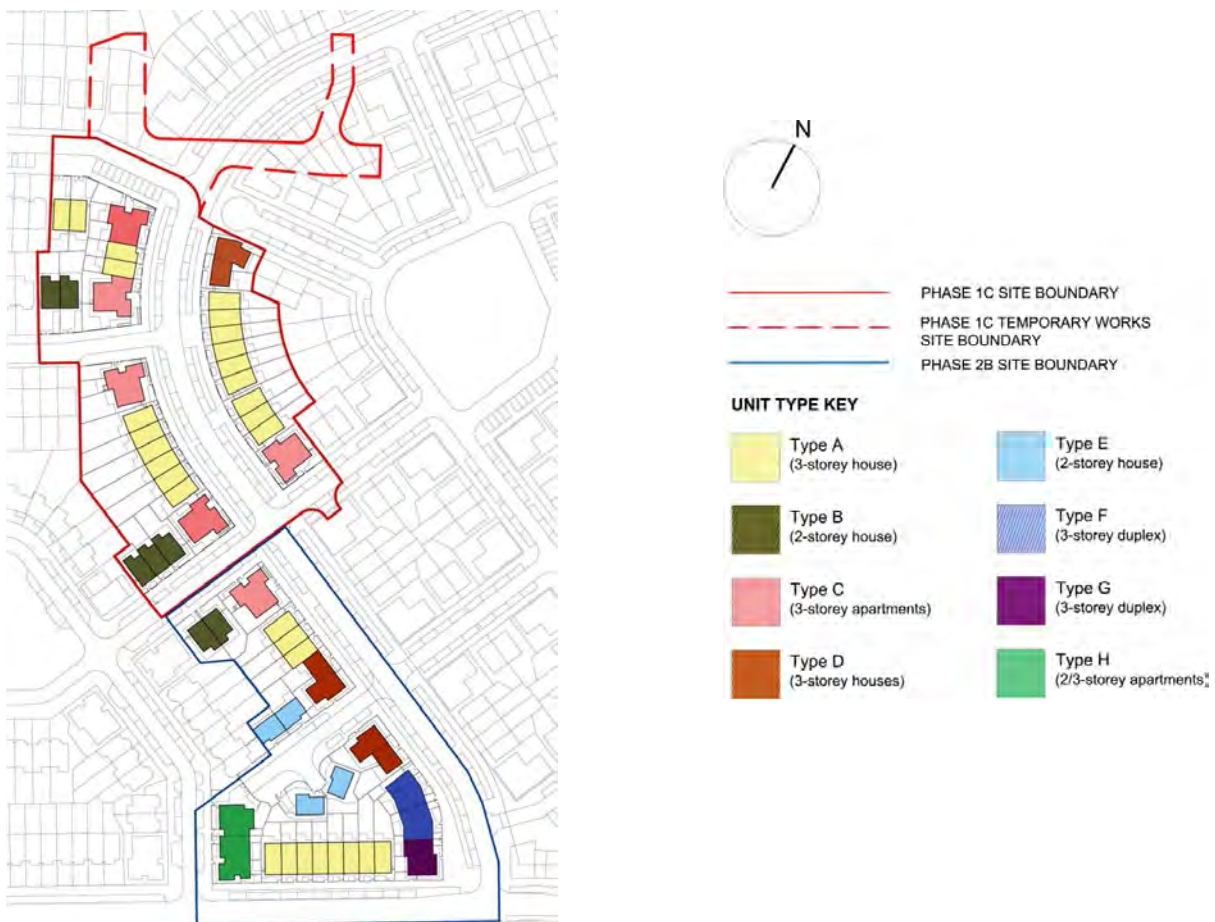 N
PHASE 1C SITE BOUNDARY
PHASE 1C TEMPORARY WORKS
SITE BOUNDARY
PHASE 2B SITE BOUNDARY
UNIT TYPE KEY
Type A
(3-storey house)
Type B
(2-storey house)
Type C
(3-storey apartments)
Type D
(3-storey houses)
Type E
(2-storey house)
Type F
(3-storey duplex)
Type G
(3-storey duplex)
Type H
(2/3-storey apartments